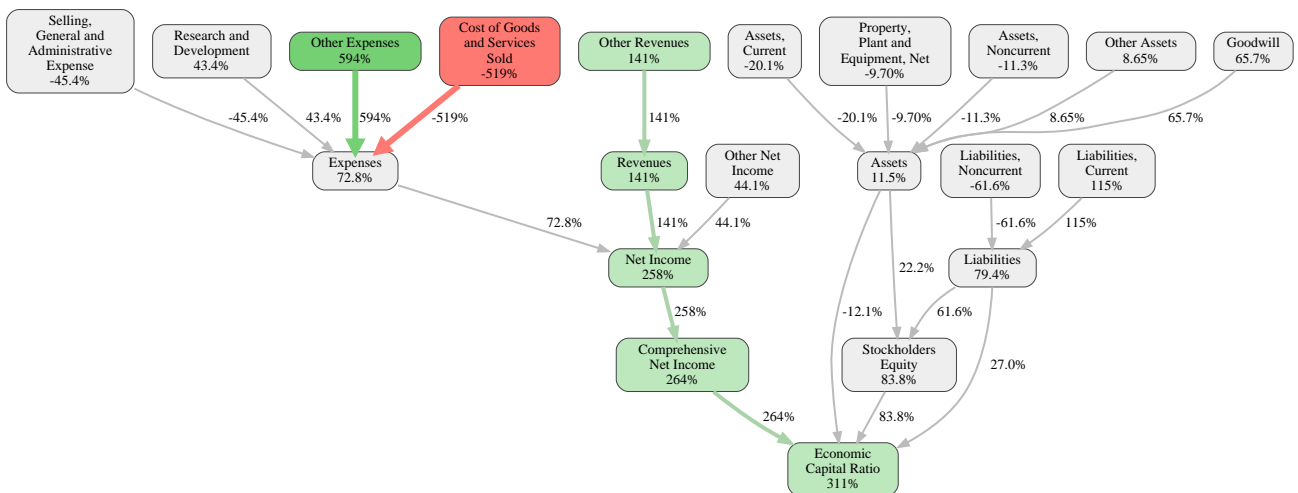 Selling,
General and
Administrative
Expense
-45.4%
Research and
Development
43.4%
Other Expenses
594%
Cost of Goods
and Services
Sold
-519%
Other Revenues
141%
Assets,
Current
-20.1%
Property,
Plant and
Equipment, Net
-9.70%
Assets,
Noncurrent
-11.3%
Other Assets
8.65%
Goodwill
65.7%
-45.4%
43.4%
594%
-519%
141%
-20.1%
-9.70%
-11.3%
8.65%
65.7%
Expenses
72.8%
Revenues
141%
Other Net
Income
44.1%
Assets
11.5%
Liabilities,
Noncurrent
-61.6%
Liabilities,
Current
115%
72.8%
141%
44.1%
-61.6%
115%
Net Income
258%
22.2%
Liabilities
79.4%
258%
-12.1%
61.6%
Comprehensive
Net Income
264%
Stockholders
Equity
83.8%
27.0%
264%
83.8%
Economic
Capital Ratio
311%